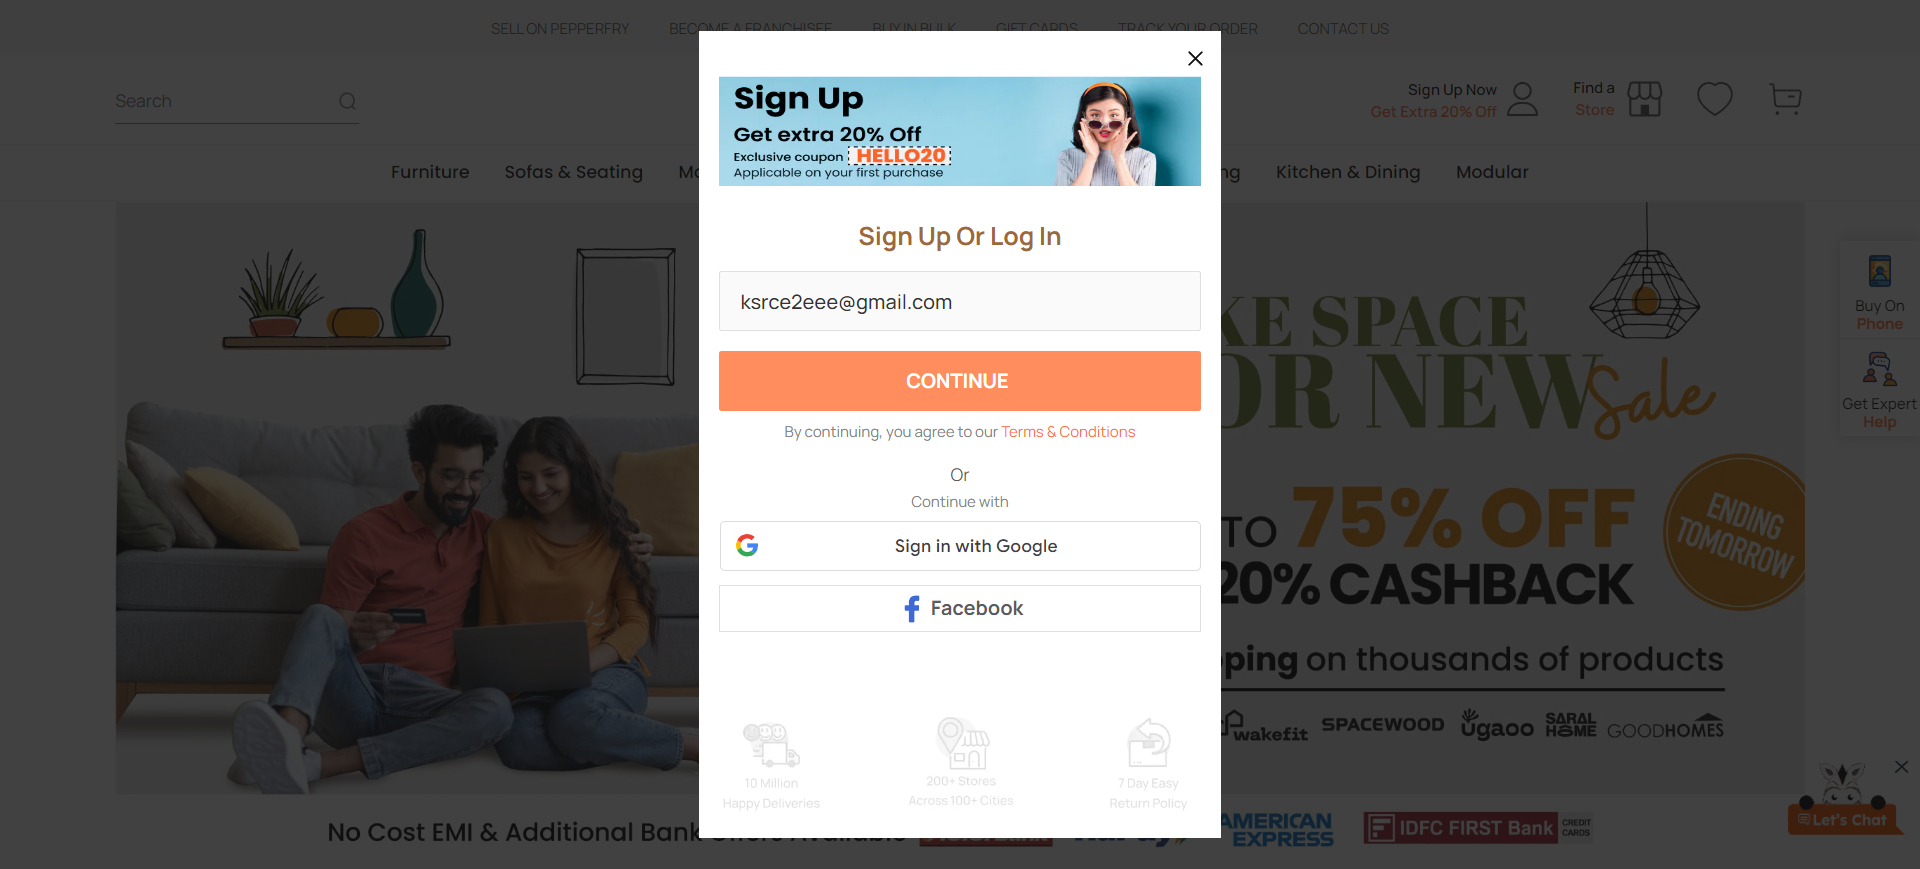 SELL ON PEPPERFRY
BECOME A FRANCHISEE
BUY IN BULK
GIFT CARDS
TRACK YOUR ORDER
CONTACT US
Search
Sign Up Now
Get Extra 20% Off
Find a
Store
Furniture
Sofas & Seating
Kitchen & Dining
Modular
Sign Up
Get extra 20% Off
Exclusive coupon HELLO20
Applicable on your first purchase
Sign Up Or Log In
ksrce2eee@gmail.com
CONTINUE
By continuing, you agree to our Terms & Conditions
Or
Continue with
Sign in with Google
Facebook
10 Million
Happy Deliveries
200+ Stores
Across 100+ Cities
7 Day Easy
Return Policy
KE SPACE
OR NEW
Sale
TO 75% OFF
20% CASHBACK
ENDING
TOMORROW
pping on thousands of products
wakefit
SPACEWOOD
ugaoo
SARAL
HOME
GOODHOMES
Buy On
Phone
Get Expert
Help
Let's Chat
No Cost EMI & Additional Bank Offers Available
AMERICAN
EXPRESS
IDFC FIRST Bank
CREDIT
CARDS